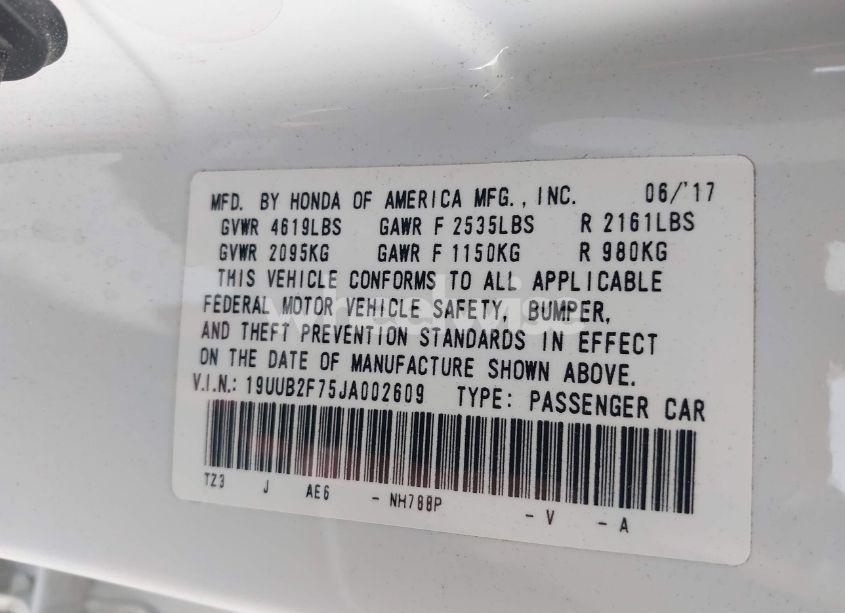 MFD. BY HONDA OF AMERICA MFG., INC. 06/'17
GVWR 4619LBS GAWR F 2535LBS R 2161LBS
GVWR 2095KG GAWR F 1150KG R 980KG
THIS VEHICLE CONFORMS TO ALL APPLICABLE
FEDERAL MOTOR VEHICLE SAFETY, BUMPER,
AND THEFT PREVENTION STANDARDS IN EFFECT
ON THE DATE OF MANUFACTURE SHOWN ABOVE.
V.I.N.: 19UUB2F75JA002609 TYPE: PASSENGER CAR
TZ3 J AE6 - NH788P - V - A